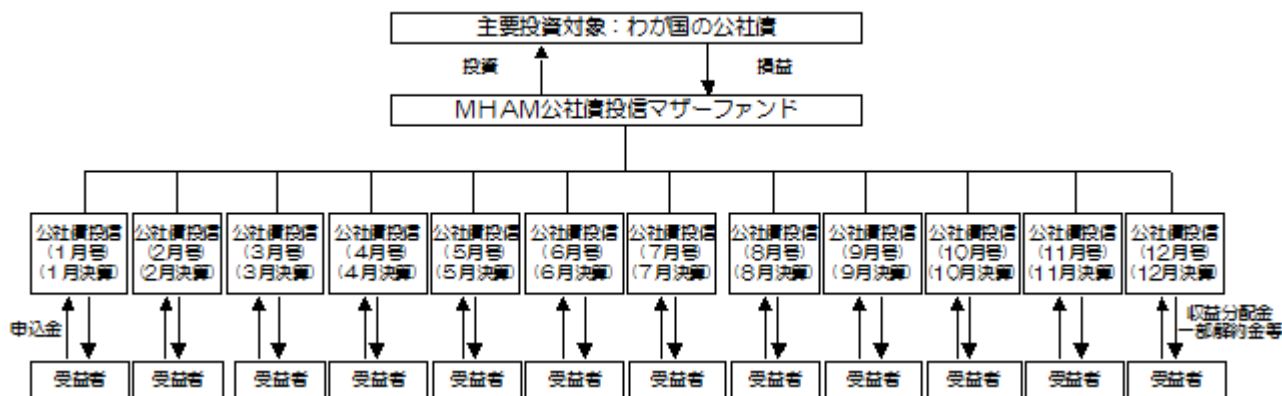 主要投資対象：わが国の公社債
投資
損益
MHAM公社債投信マザーファンド
公社債投信
(1月号)
(1月決算)
公社債投信
(2月号)
(2月決算)
公社債投信
(3月号)
(3月決算)
公社債投信
(4月号)
(4月決算)
公社債投信
(5月号)
(5月決算)
公社債投信
(6月号)
(6月決算)
公社債投信
(7月号)
(7月決算)
公社債投信
(8月号)
(8月決算)
公社債投信
(9月号)
(9月決算)
公社債投信
(10月号)
(10月決算)
公社債投信
(11月号)
(11月決算)
公社債投信
(12月号)
(12月決算)
申込金
収益分配金
一部解約金等
受益者
受益者
受益者
受益者
受益者
受益者
受益者
受益者
受益者
受益者
受益者
受益者